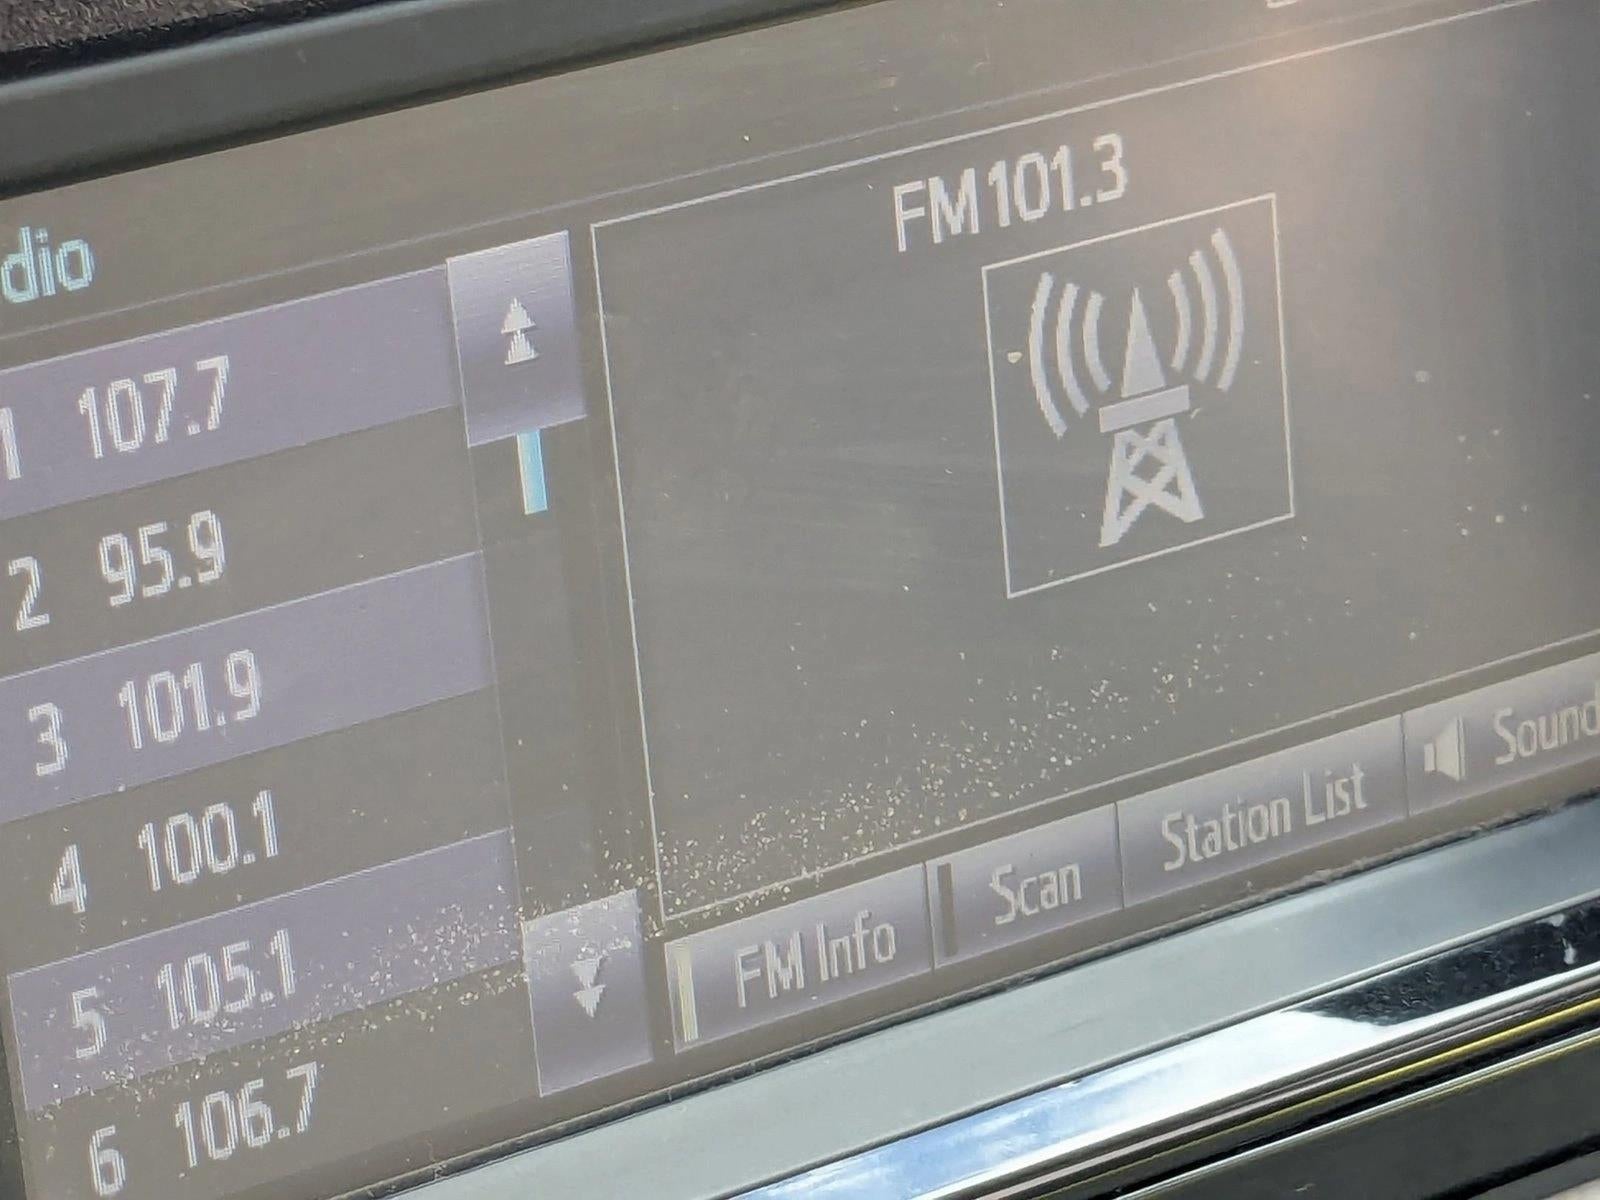 dio
FM 101.3
1 107.7
2 95.9
3 101.9
4 100.1
5 105.1
6 106.7
FM Info
Scan
Station List
Sound